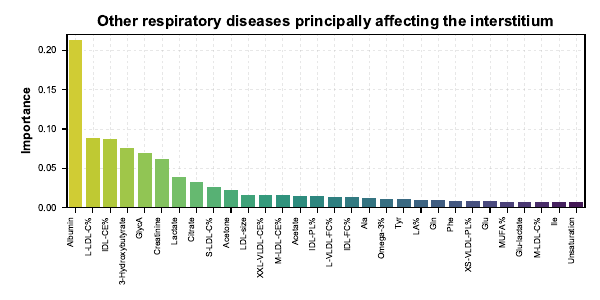 Other respiratory diseases principally affecting the interstitium
Importance
0.20
0.15
0.10
0.05
0.00
Albumin
L-LDL-C%
IDL-CE%
3-Hydroxybutyrate
GlycA
Creatinine
Lactate
Citrate
S-LDL-C%
Acetone
LDL-size
XXL-VLDL-CE%
M-LDL-CE%
Acetate
IDL-PL%
L-VLDL-FC%
IDL-FC%
Ala
Omega-3%
Tyr
LA%
Gln
Phe
XS-VLDL-PL%
Glu
MUFA%
Glu-lactate
M-LDL-C%
Ile
Unsaturation